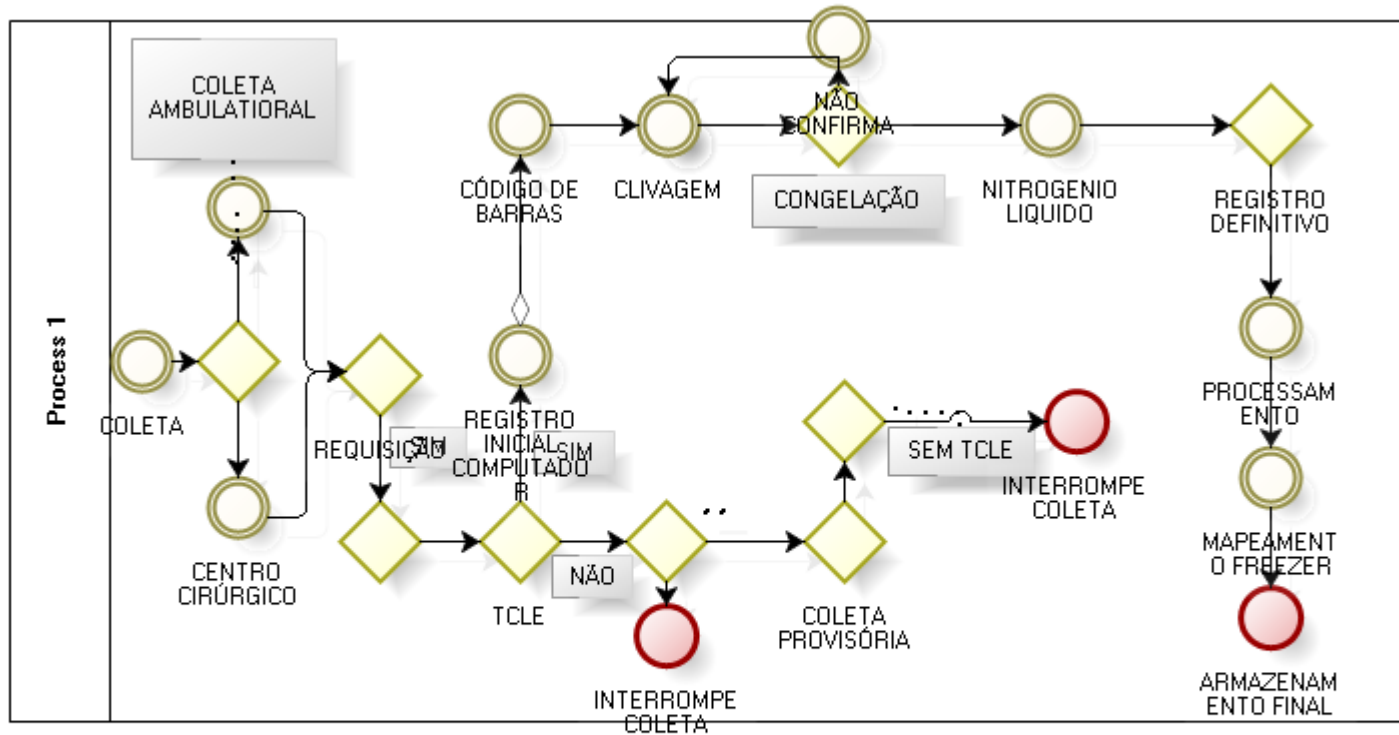 Process 1
COLETA
AMBULATIORAL
COLETA
CENTRO
CIRÚRGICO
REQUISIÇÃO
SIM
REGISTRO
INICIAL
COMPUTADO
R
SIM
CÓDIGO DE
BARRAS
CLIVAGEM
NÃO
CONFIRMA
CONGELAÇÃO
NITROGENIO
LIQUIDO
REGISTRO
DEFINITIVO
PROCESSAM
ENTO
MAPEAMENT
O FREEZER
ARMAZENAM
ENTO FINAL
TCLE
NÃO
INTERROMPE
COLETA
COLETA
PROVISÓRIA
SEM TCLE
INTERROMPE
COLETA